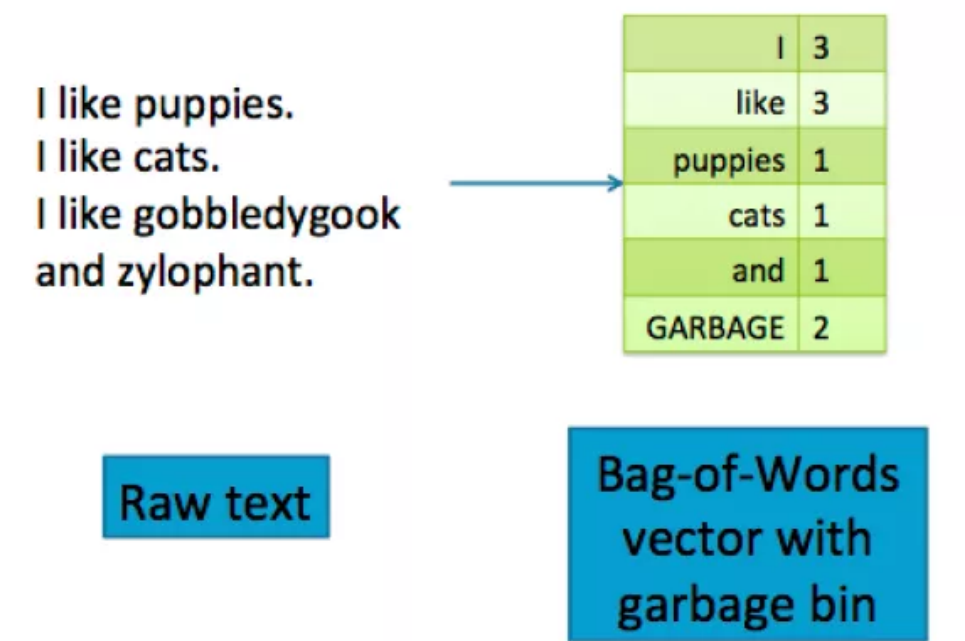 I like puppies.
I like cats.
I like gobbledygook
and zylophant.
I 3
like 3
puppies 1
cats 1
and 1
GARBAGE 2
Raw text
Bag-of-Words
vector with
garbage bin